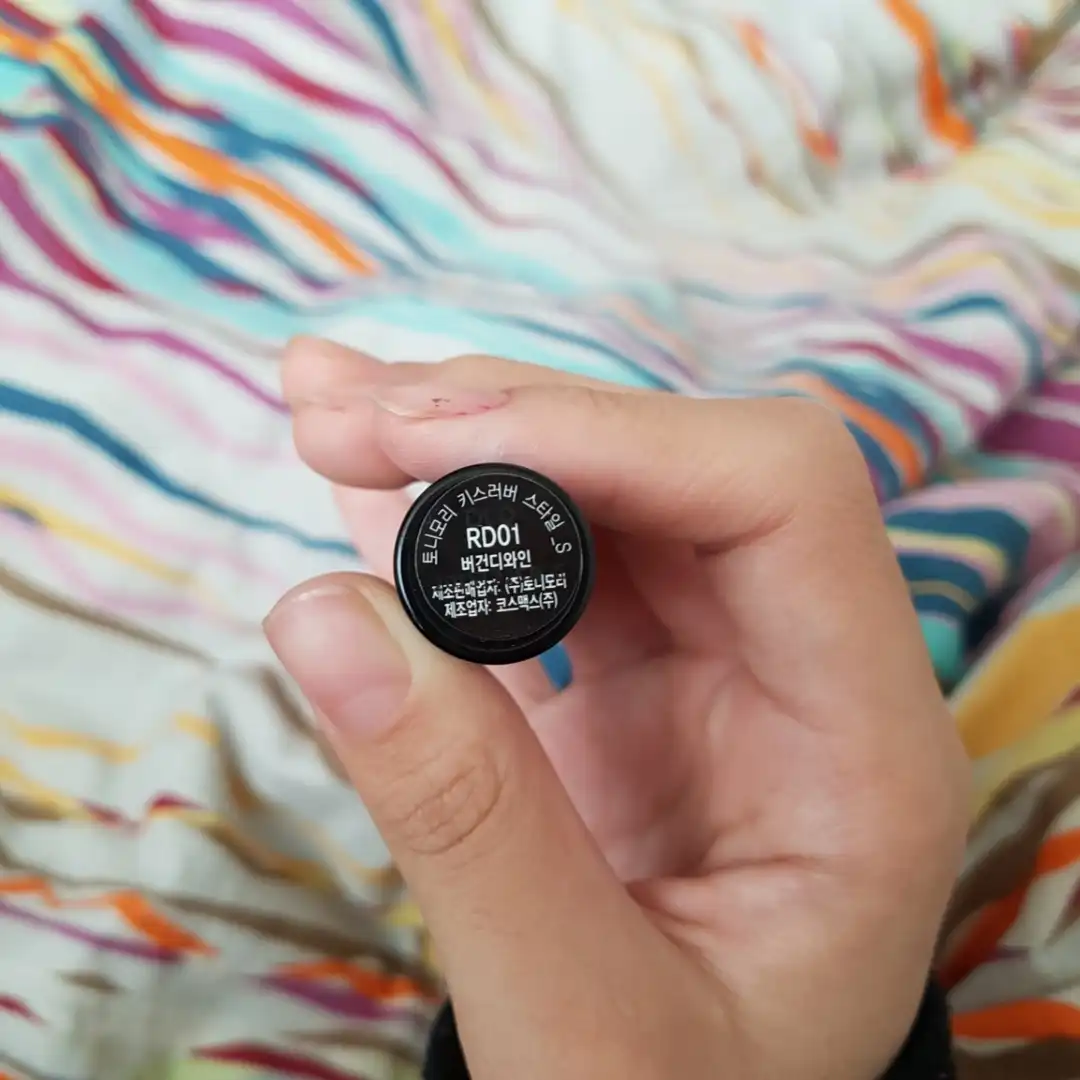 토니모리 키스러버 스타일_S
RD01
버건디와인
제조판매업자: (주)토니모리
제조업자: 코스맥스(주)